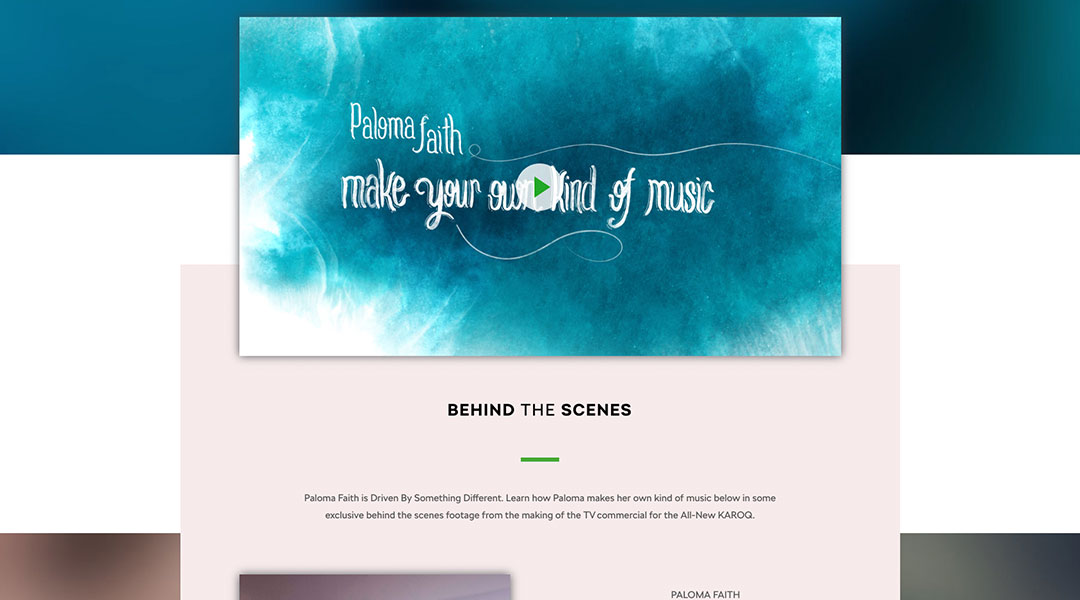 Paloma faith
make your own kind of music
BEHIND THE SCENES
Paloma Faith is Driven By Something Different. Learn how Paloma makes her own kind of music below in some
exclusive behind the scenes footage from the making of the TV commercial for the All-New KAROQ.
PALOMA FAITH